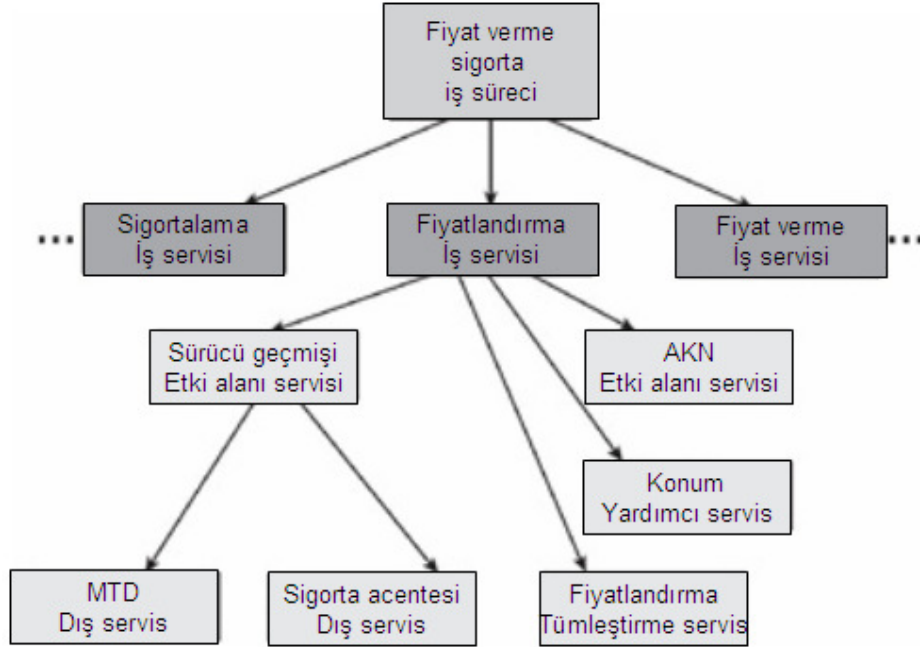 Fiyat verme
sigorta
iş süreci
Sigortalama
İş servisi
Fiyatlandırma
İş servisi
Fiyat verme
İş servisi
Sürücü geçmişi
Etki alanı servisi
AKN
Etki alanı servisi
Konum
Yardımcı servis
MTD
Dış servis
Sigorta acentesi
Dış servis
Fiyatlandırma
Tümleştirme servis